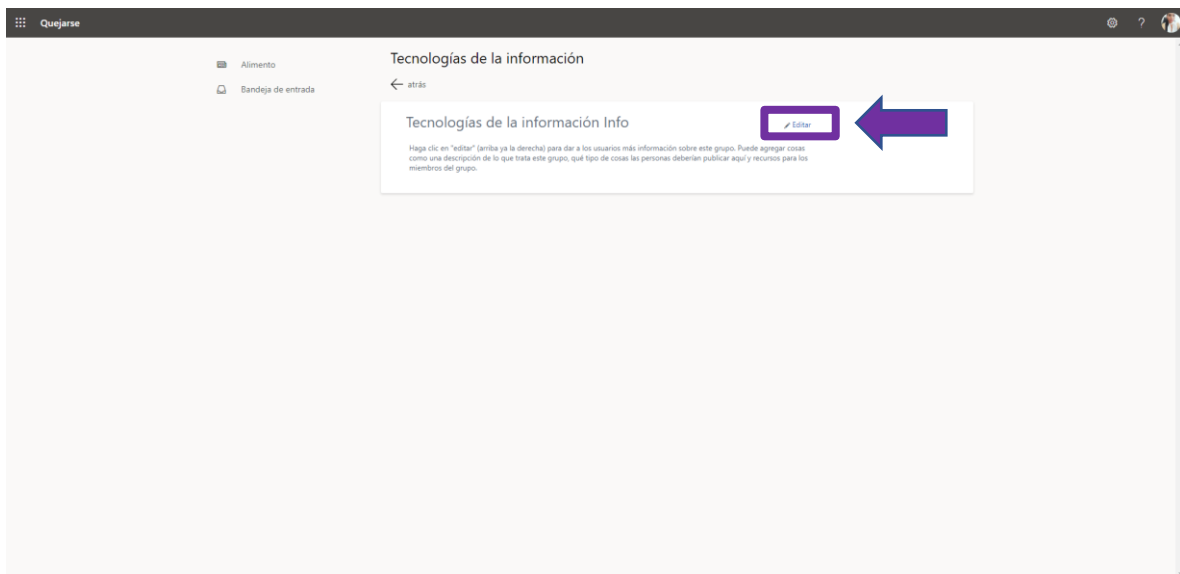 Quejarse
?
Alimento
Bandeja de entrada
Tecnologías de la información
atrás
Tecnologías de la información Info
Editar
Haga clic en "editar" (arriba ya la derecha) para dar a los usuarios más información sobre este grupo. Puede agregar cosas
como una descripción de lo que trata este grupo, qué tipo de cosas las personas deberían publicar aquí y recursos para los
miembros del grupo.